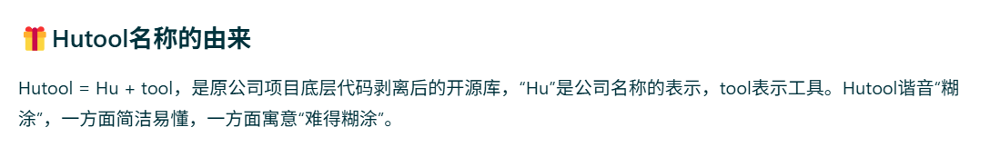 🎁Hutool名称的由来
Hutool = Hu + tool，是原公司项目底层代码剥离后的开源库，“Hu”是公司名称的表示，tool表示工具。Hutool谐音“糊
涂”，一方面简洁易懂，一方面寓意“难得糊涂”。